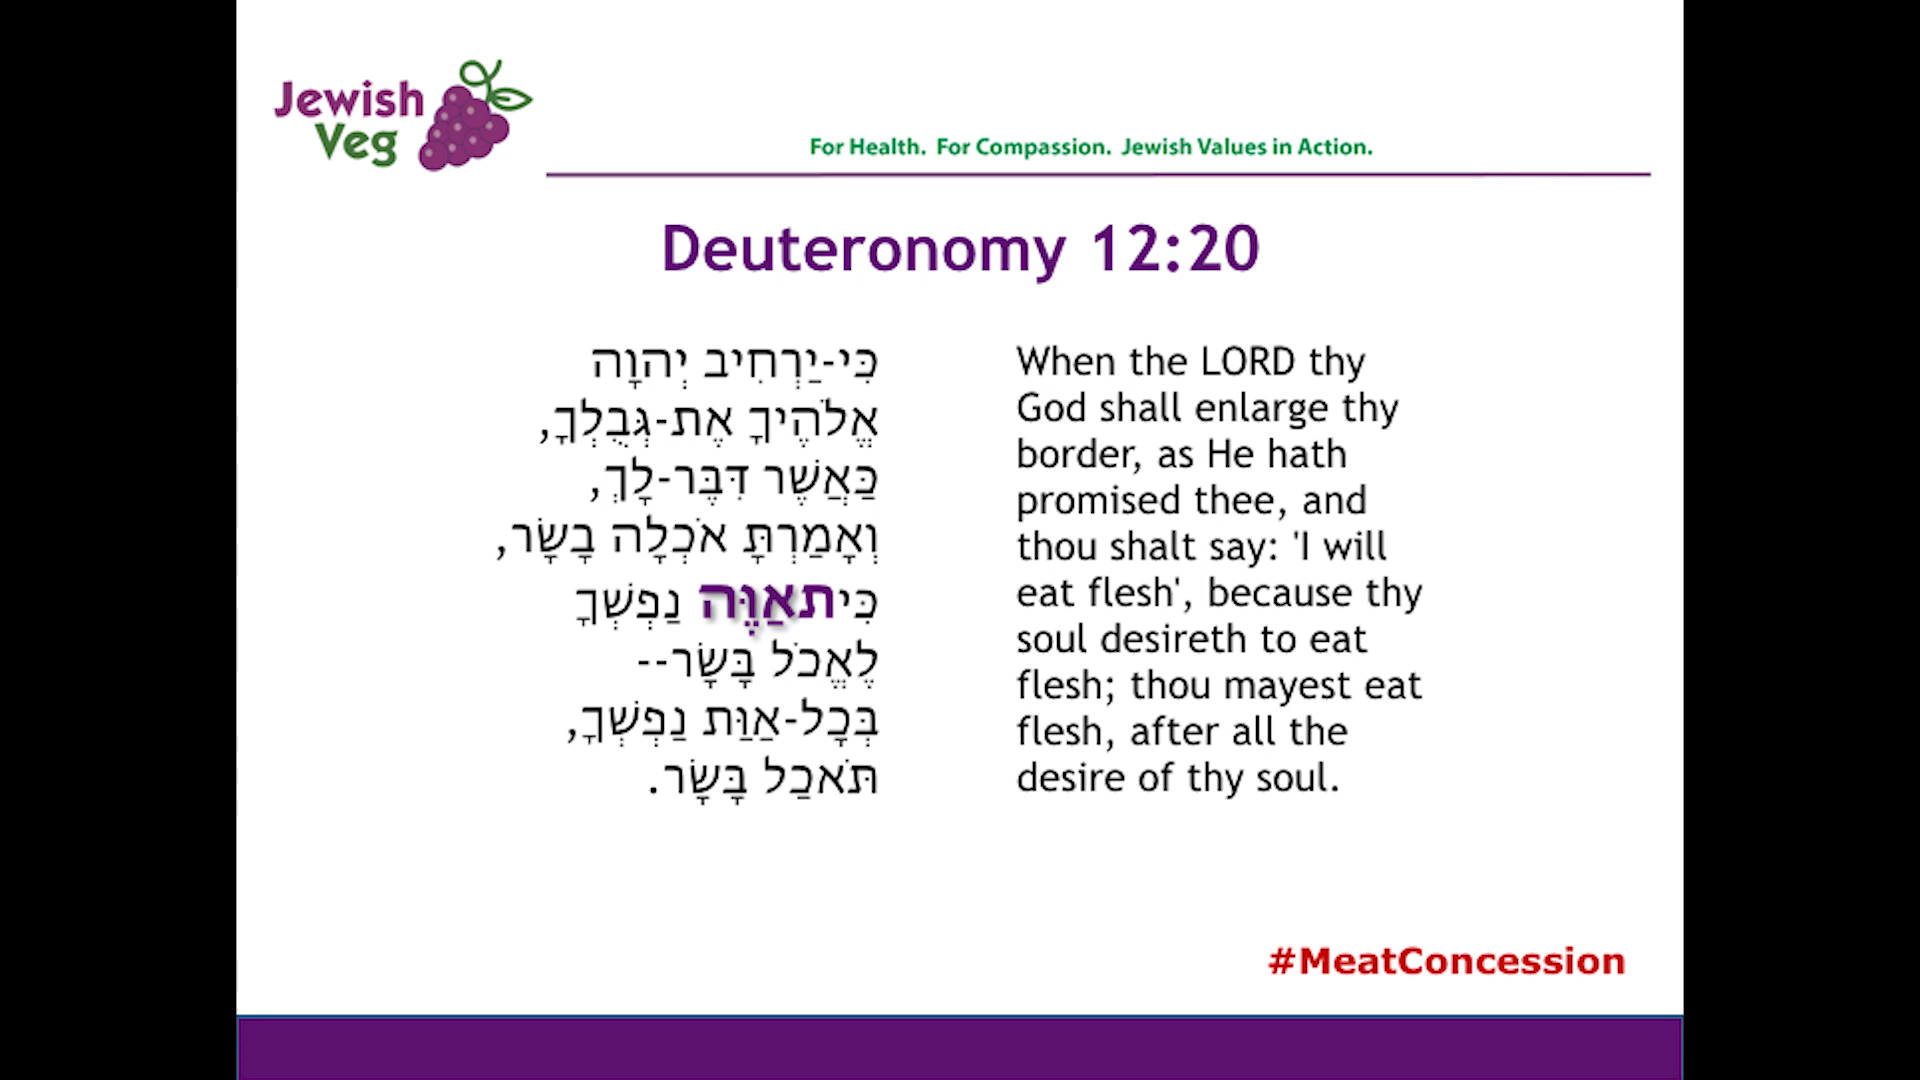 Jewish
Veg
For Health. For Compassion. Jewish Values in Action.
Deuteronomy 12:20
כִּי-יַרְחִיב יְהוָה
אֱלֹהֶיךָ אֶת-גְּבֻלְךָ,
כַּאֲשֶׁר דִּבֶּר-לָךְ,
וְאָמַרְתָּ אֹכְלָה בָשָׂר,
כִּיתאַוֶּה נַפְשְׁךָ
לֶאֱכֹל בָּשָׂר--
בְּכָל-אַוַּת נַפְשְׁךָ,
תֹּאכַל בָּשָׂר.
When the LORD thy
God shall enlarge thy
border, as He hath
promised thee, and
thou shalt say: 'I will
eat flesh', because thy
soul desireth to eat
flesh; thou mayest eat
flesh, after all the
desire of thy soul.
#MeatConcession